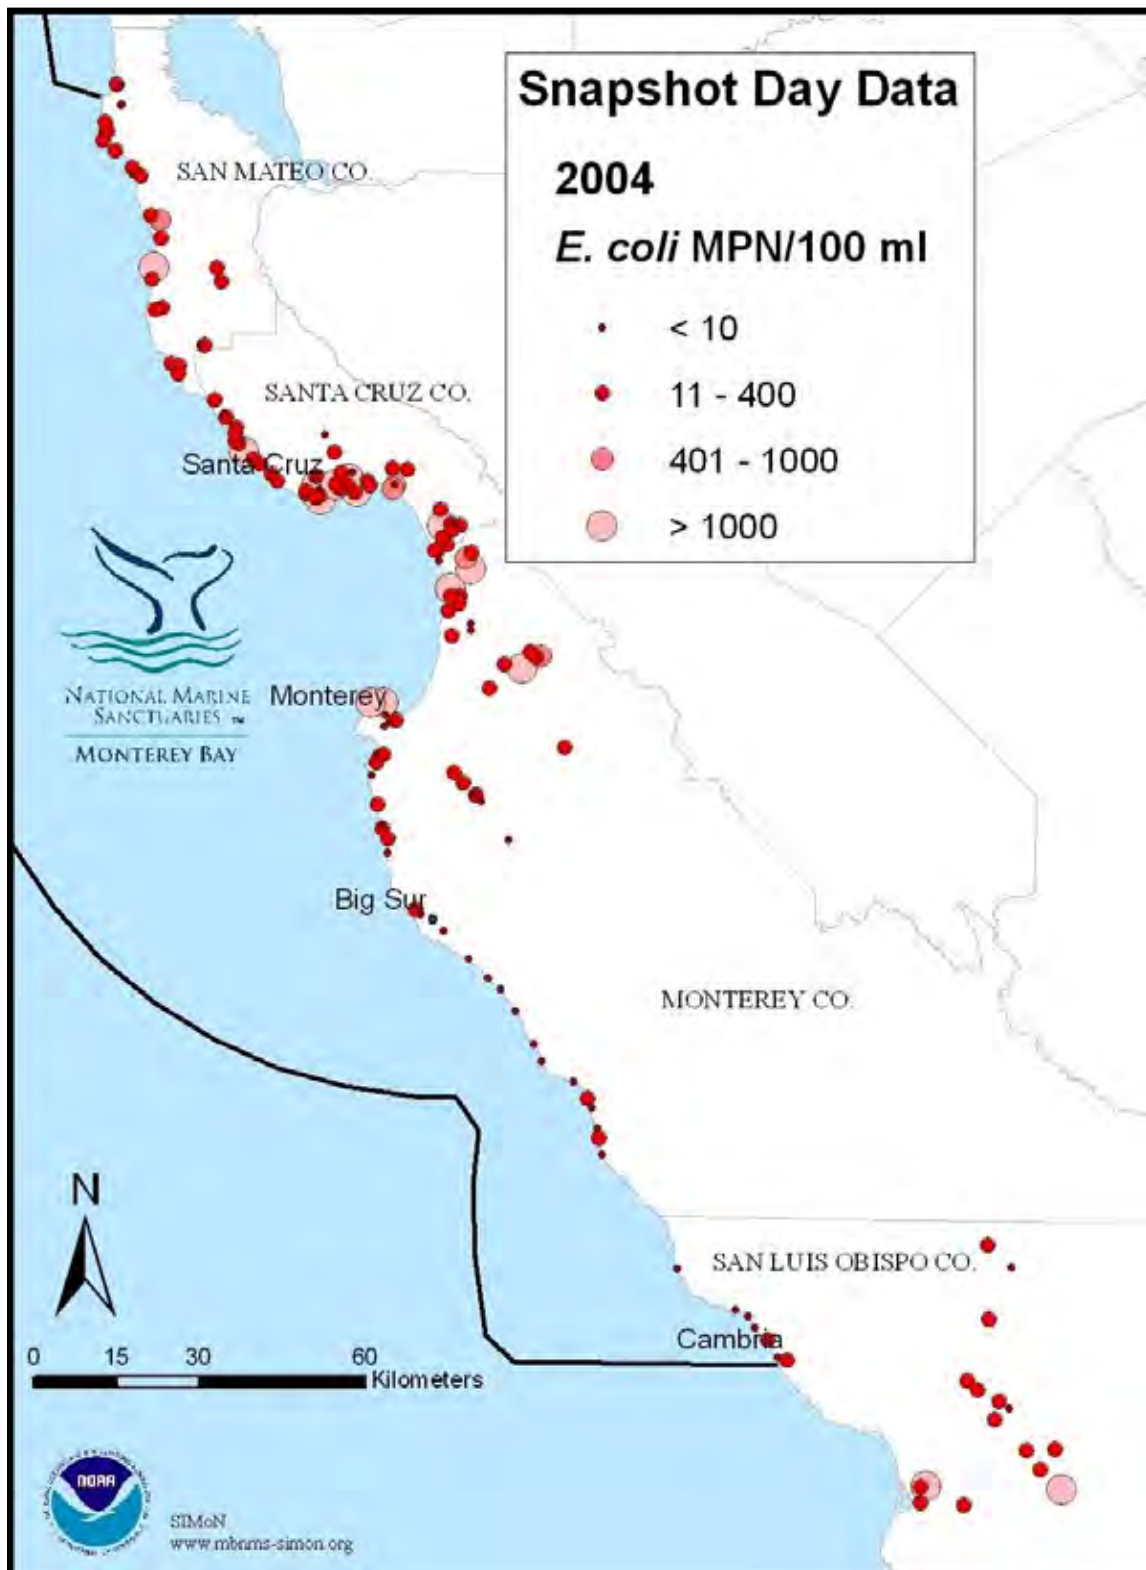 Snapshot Day Data
2004
E. coli MPN/100 ml
< 10
11 - 400
401 - 1000
> 1000
SAN MATEO CO.
SANTA CRUZ CO.
Santa Cruz
NATIONAL MARINE
SANCTUARIES TM
MONTEREY BAY
Monterey
Big Sur
MONTEREY CO.
N
SAN LUIS OBISPO CO.
Cambria
0 15 30 60
Kilometers
NOAA
SIMoN
www.mbnms-simon.org